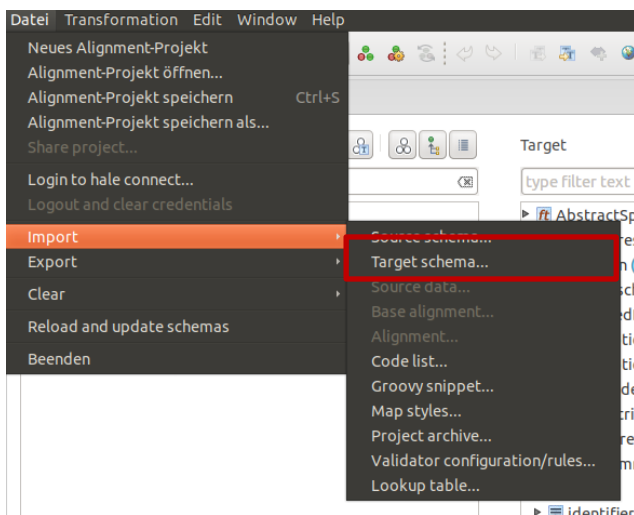 Datei Transformation Edit Window Help
Neues Alignment-Projekt
Alignment-Projekt öffnen...
Alignment-Projekt speichern Ctrl+S
Alignment-Projekt speichern als...
Share project...
Login to hale connect...
Logout and clear credentials
Import
Export
Clear
Reload and update schemas
Beenden
Source schema...
Target schema...
Source data...
Base alignment...
Alignment...
Code list...
Groovy snippet...
Map styles...
Project archive...
Validator configuration/rules...
Lookup table...
Target
type filter text
ft AbstractSp
identifier